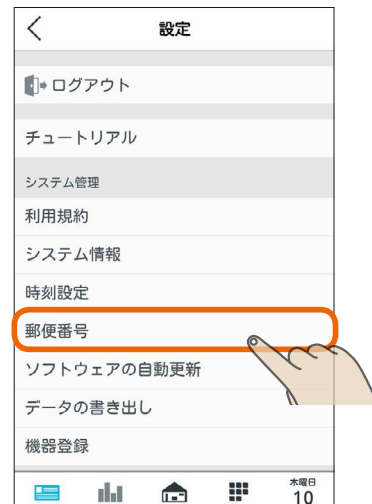 設定
ログアウト
チュートリアル
システム管理
利用規約
システム情報
時刻設定
郵便番号
ソフトウェアの自動更新
データの書き出し
機器登録
木曜日
10